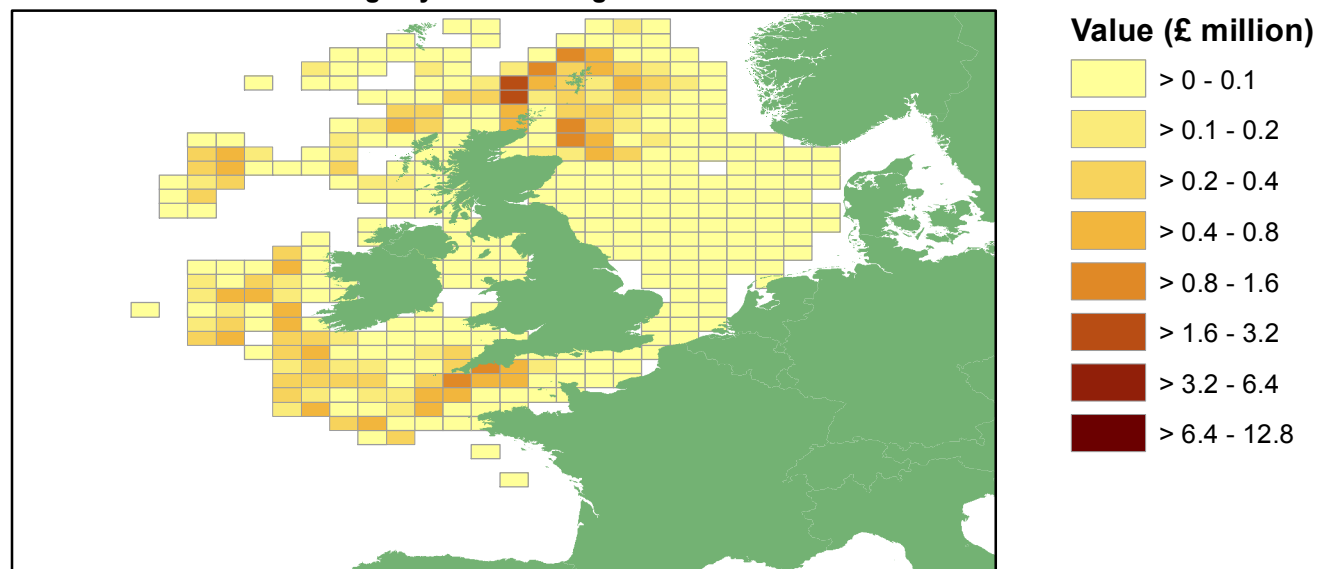 Value (£ million)
> 0 - 0.1
> 0.1 - 0.2
> 0.2 - 0.4
> 0.4 - 0.8
> 0.8 - 1.6
> 1.6 - 3.2
> 3.2 - 6.4
> 6.4 - 12.8